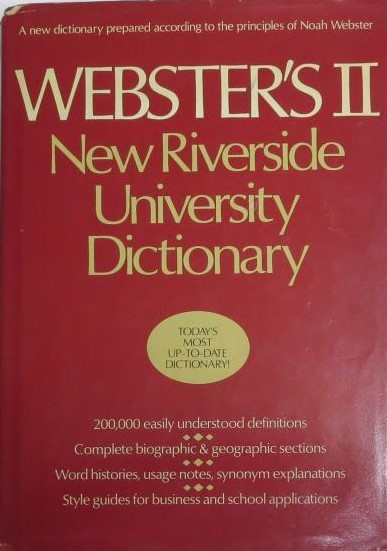 A new dictionary prepared according to the principles of Noah Webster
WEBSTER'S II
New Riverside
University
Dictionary
TODAY'S
MOST
UP-TO-DATE
DICTIONARY!
200,000 easily understood definitions
Complete biographic & geographic sections
Word histories, usage notes, synonym explanations
Style guides for business and school applications